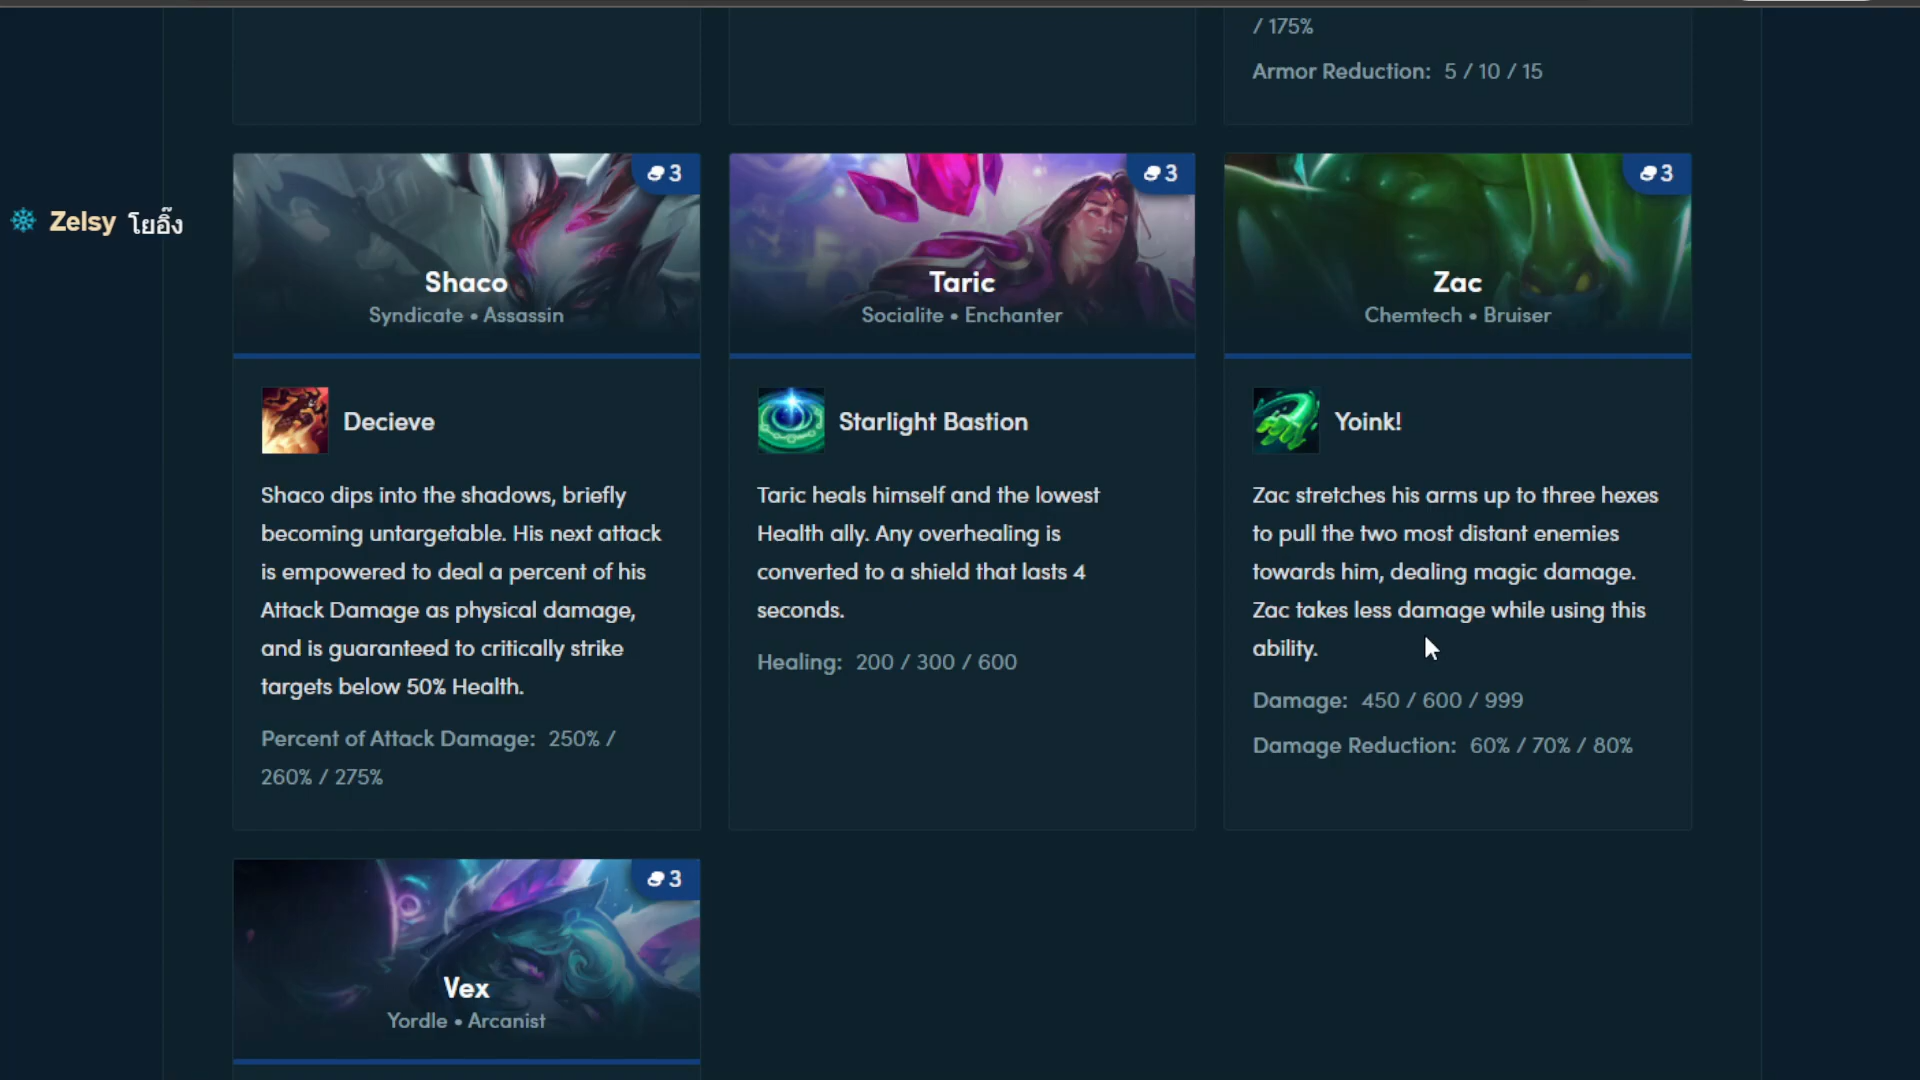 / 175%
Armor Reduction: 5 / 10 / 15
Zelsy โยอิ๊ง
3
Shaco
Syndicate • Assassin
Decieve
Shaco dips into the shadows, briefly
becoming untargetable. His next attack
is empowered to deal a percent of his
Attack Damage as physical damage,
and is guaranteed to critically strike
targets below 50% Health.
Percent of Attack Damage: 250% /
260% / 275%
3
Taric
Socialite • Enchanter
Starlight Bastion
Taric heals himself and the lowest
Health ally. Any overhealing is
converted to a shield that lasts 4
seconds.
Healing: 200 / 300 / 600
3
Zac
Chemtech • Bruiser
Yoink!
Zac stretches his arms up to three hexes
to pull the two most distant enemies
towards him, dealing magic damage.
Zac takes less damage while using this
ability.
Damage: 450 / 600 / 999
Damage Reduction: 60% / 70% / 80%
3
Vex
Yordle • Arcanist